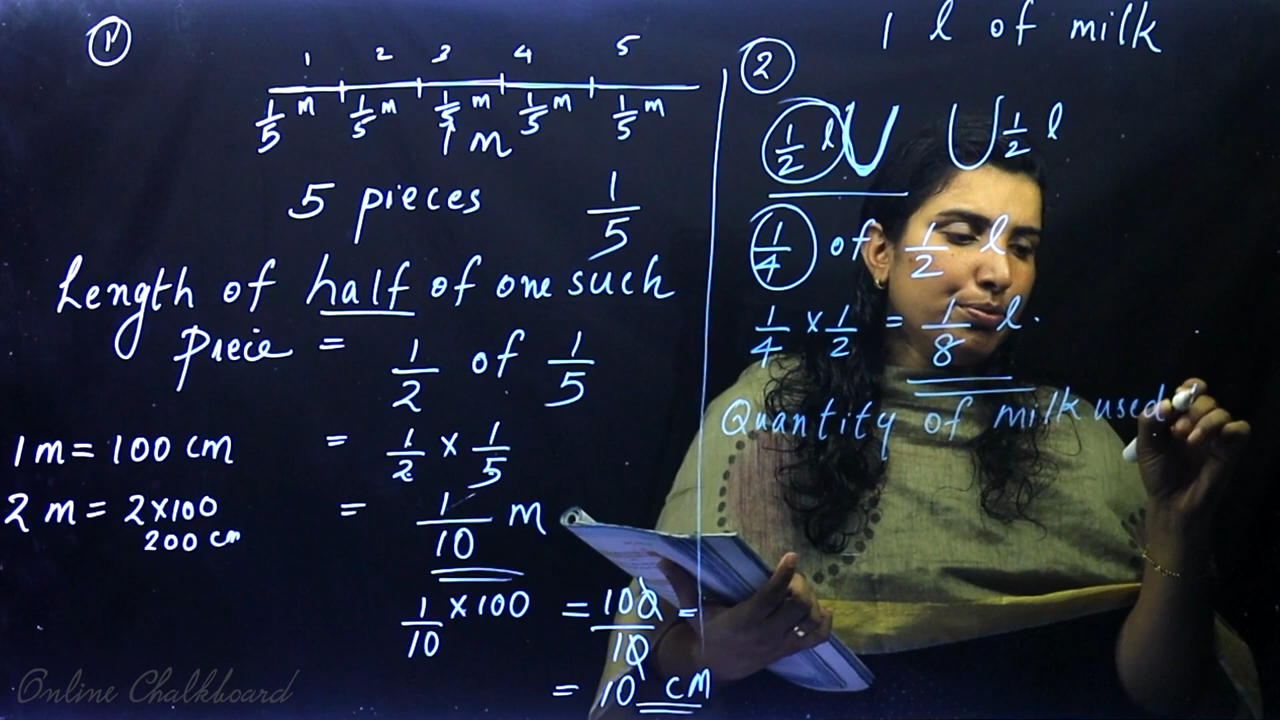 1
1 2 3 4 5
1/5 m 1/5 m 1/5 m 1/5 m 1/5 m
1 m
5 pieces 1/5
Length of half of one such
Preie = 1/2 of 1/5
1m = 100 cm = 1/2 × 1/5
2 m = 2×100 = 1/10 m
200 cm
1/10 × 100 = 100/10 =
= 10 cm
2
1 l of milk
1/2 l 1/2 l
1/4 of 1/2 l
1/4 × 1/2 = 1/8 l.
Quantity of milk used
Online Chalkboard